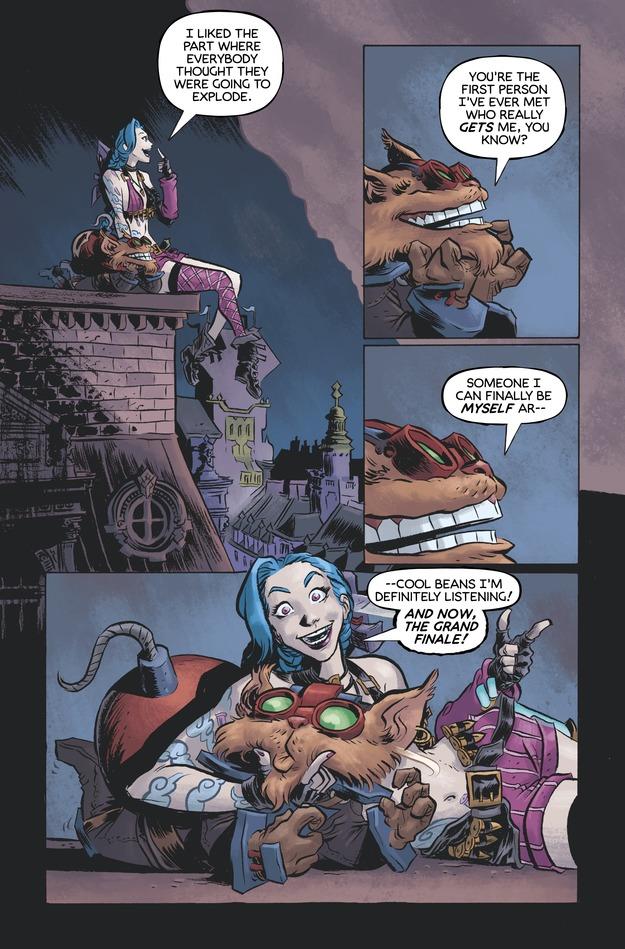 I LIKED THE
PART WHERE
EVERYBODY
THOUGHT THEY
WERE GOING TO
EXPLODE.
YOU'RE THE
FIRST PERSON
I'VE EVER MET
WHO REALLY
GETS ME, YOU
KNOW?
SOMEONE I
CAN FINALLY BE
MYSELF AR--
--COOL BEANS I'M
DEFINITELY LISTENING!
AND NOW,
THE GRAND
FINALE!